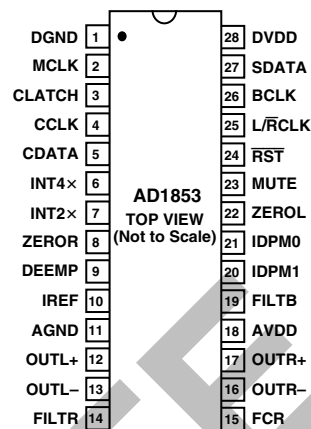 DGND 1 28 DVDD
MCLK 2 27 SDATA
CLATCH 3 26 BCLK
CCLK 4 25 L/R̅CLK
CDATA 5 24 R̅S̅T̅
INT4× 6 23 MUTE
INT2× 7 22 ZEROL
ZEROR 8 21 IDPM0
DEEMP 9 20 IDPM1
IREF 10 19 FILTB
AGND 11 18 AVDD
OUTL+ 12 17 OUTR+
OUTL– 13 16 OUTR–
FILTR 14 15 FCR
AD1853
TOP VIEW
(Not to Scale)